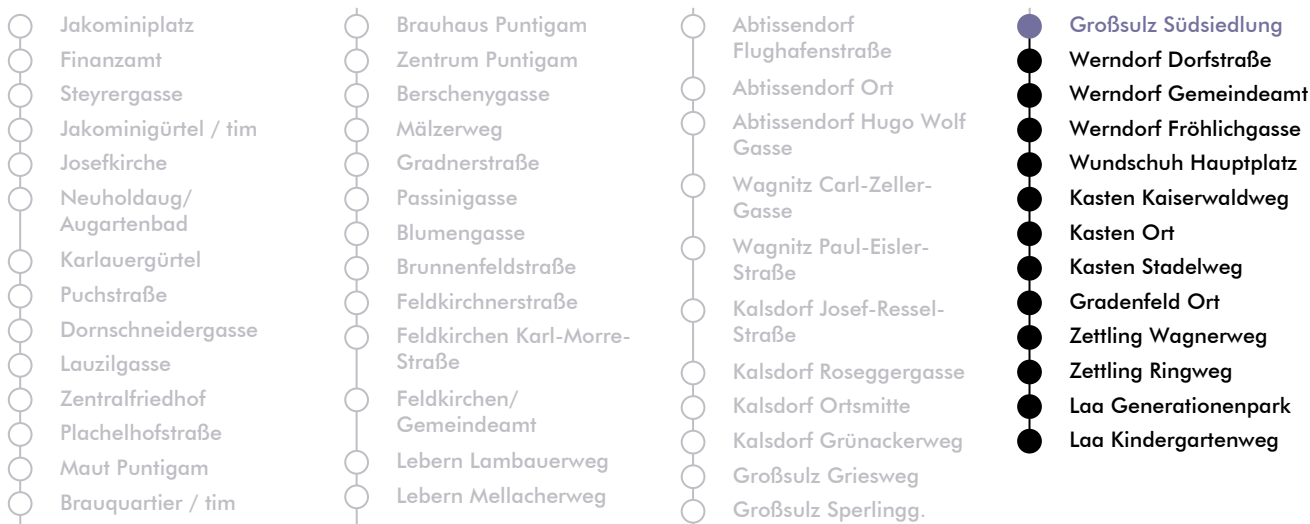 Jakominiplatz
Finanzamt
Steyrergasse
Jakominigürtel / tim
Josefkirche
Neuholdaug/
Augartenbad
Karlauergürtel
Puchstraße
Dornschneidergasse
Lauzilgasse
Zentralfriedhof
Plachelhofstraße
Maut Puntigam
Brauquartier / tim
Brauhaus Puntigam
Zentrum Puntigam
Berschenygasse
Mälzerweg
Gradnerstraße
Passinigasse
Blumengasse
Brunnenfeldstraße
Feldkirchnerstraße
Feldkirchen Karl-Morre-
Straße
Feldkirchen/
Gemeindeamt
Lebern Lambauerweg
Lebern Mellacherweg
Abtissendorf
Flughafenstraße
Abtissendorf Ort
Abtissendorf Hugo Wolf
Gasse
Wagnitz Carl-Zeller-
Gasse
Wagnitz Paul-Eisler-
Straße
Kalsdorf Josef-Ressel-
Straße
Kalsdorf Roseggergasse
Kalsdorf Ortsmitte
Kalsdorf Grünackerweg
Großsulz Griesweg
Großsulz Sperlingg.
Großsulz Südsiedlung
Werndorf Dorfstraße
Werndorf Gemeindeamt
Werndorf Fröhlichgasse
Wundschuh Hauptplatz
Kasten Kaiserwaldweg
Kasten Ort
Kasten Stadelweg
Gradenfeld Ort
Zettling Wagnerweg
Zettling Ringweg
Laa Generationenpark
Laa Kindergartenweg